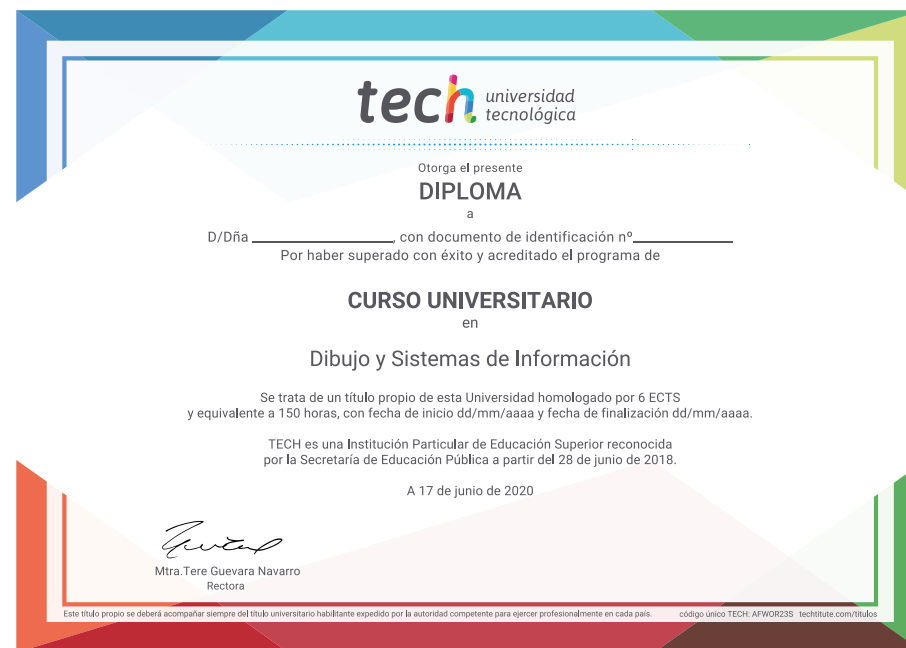 tech universidad
tecnológica
Otorga el presente
DIPLOMA
a
D/Dña ____________________, con documento de identificación nº______________
Por haber superado con éxito y acreditado el programa de
CURSO UNIVERSITARIO
en
Dibujo y Sistemas de Información
Se trata de un título propio de esta Universidad homologado por 6 ECTS
y equivalente a 150 horas, con fecha de inicio dd/mm/aaaa y fecha de finalización dd/mm/aaaa.
TECH es una Institución Particular de Educación Superior reconocida
por la Secretaría de Educación Pública a partir del 28 de junio de 2018.
A 17 de junio de 2020
Mtra.Tere Guevara Navarro
Rectora
Este título propio se deberá acompañar siempre del título universitario habilitante expedido por la autoridad competente para ejercer profesionalmente en cada país. código único TECH: AFWOR23S techtitute.com/titulos